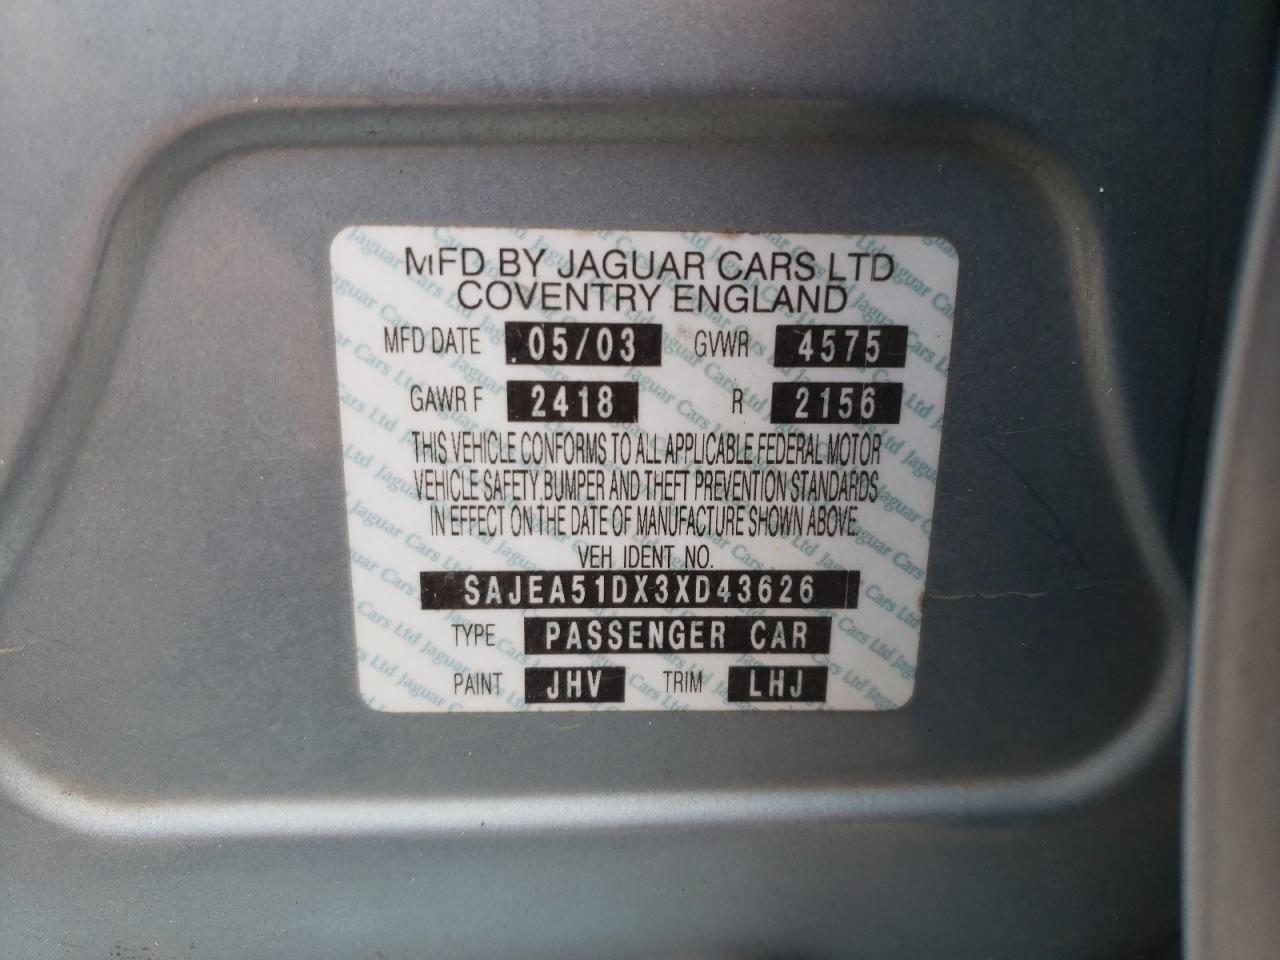 MFD BY JAGUAR CARS LTD
COVENTRY ENGLAND
MFD DATE 05/03 GVWR 4575
GAWR F 2418 R 2156
THIS VEHICLE CONFORMS TO ALL APPLICABLE FEDERAL MOTOR
VEHICLE SAFETY, BUMPER AND THEFT PREVENTION STANDARDS
IN EFFECT ON THE DATE OF MANUFACTURE SHOWN ABOVE.
VEH IDENT NO.
SAJEA51DX3XD43626
TYPE PASSENGER CAR
PAINT JHV TRIM LHJ